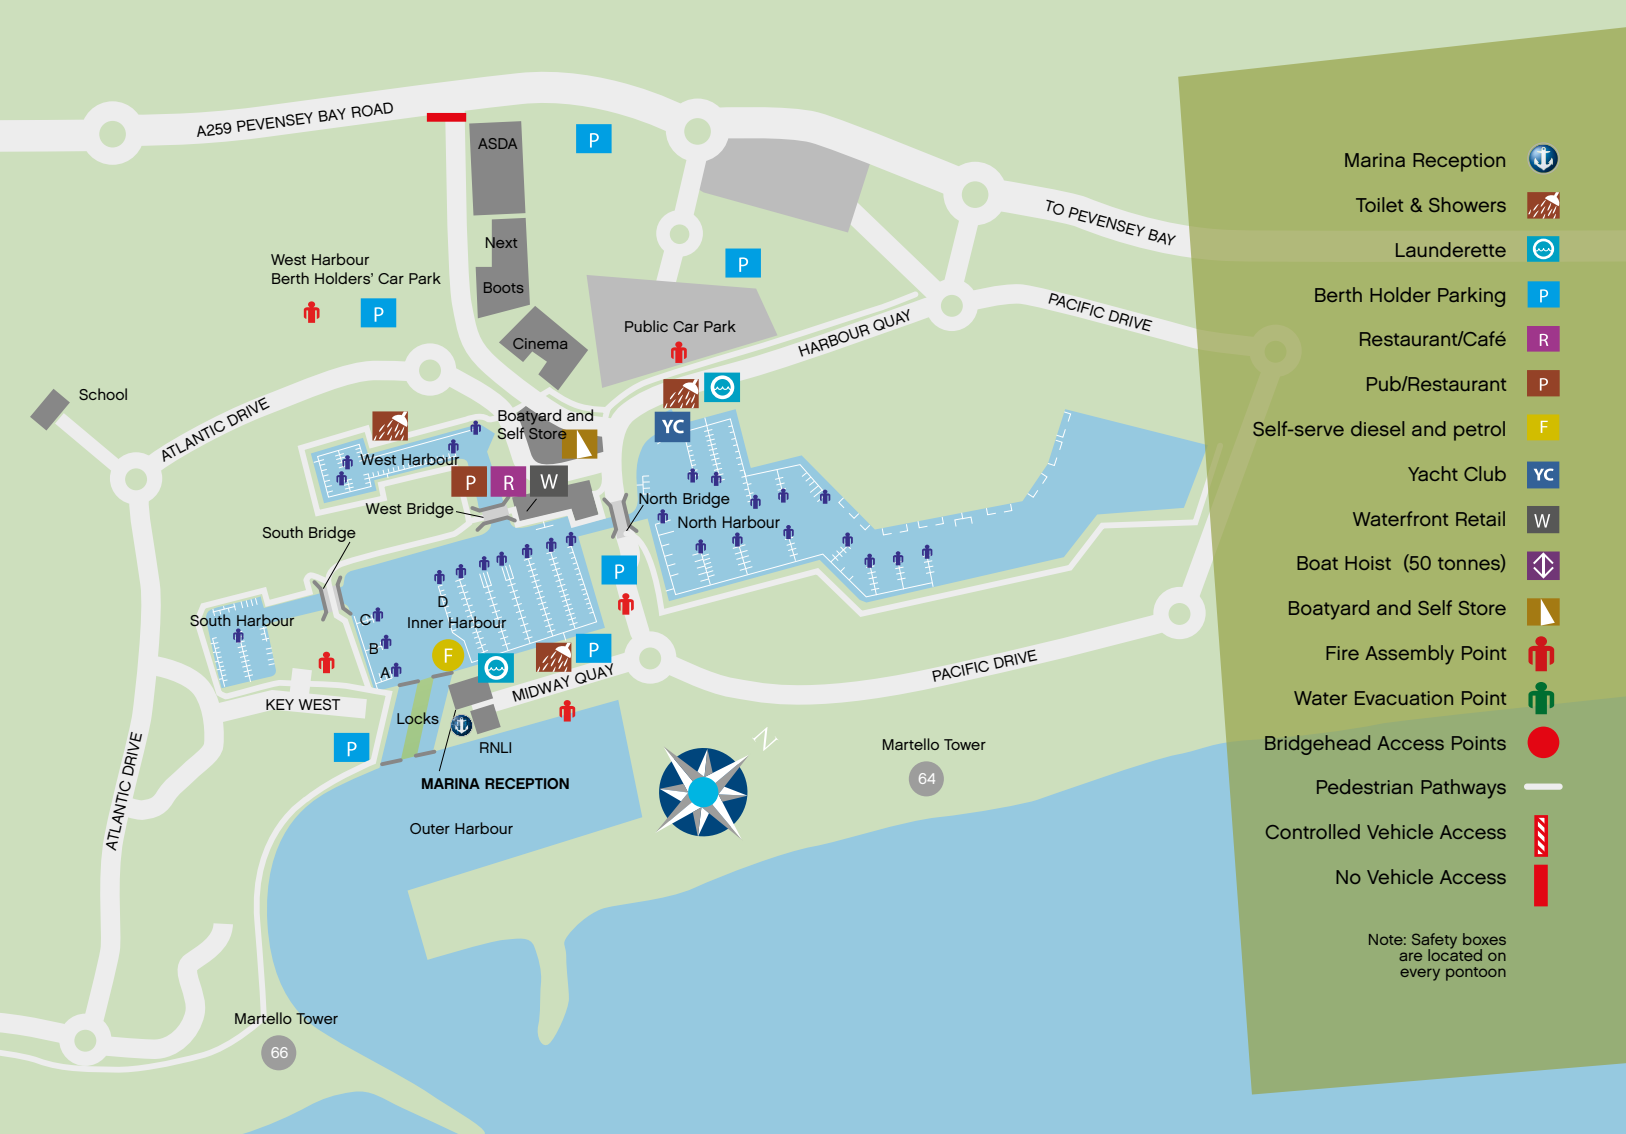 A259 PEVENSEY BAY ROAD
ASDA
P
TO PEVENSEY BAY
Next
West Harbour
Berth Holders' Car Park
P
P
Boots
PACIFIC DRIVE
Public Car Park
HARBOUR QUAY
Cinema
School
ATLANTIC DRIVE
Boatyard and
Self Store
YC
West Harbour
P
R
W
West Bridge
North Bridge
North Harbour
South Bridge
P
D
C
Inner Harbour
South Harbour
B
F
P
A
MIDWAY QUAY
PACIFIC DRIVE
KEY WEST
Locks
P
RNLI
N
MARINA RECEPTION
Martello Tower
64
ATLANTIC DRIVE
Outer Harbour
Martello Tower
66
Marina Reception
Toilet & Showers
Launderette
Berth Holder Parking P
Restaurant/Café R
Pub/Restaurant P
Self-serve diesel and petrol F
Yacht Club YC
Waterfront Retail W
Boat Hoist (50 tonnes)
Boatyard and Self Store
Fire Assembly Point
Water Evacuation Point
Bridgehead Access Points
Pedestrian Pathways
Controlled Vehicle Access
No Vehicle Access
Note: Safety boxes
are located on
every pontoon